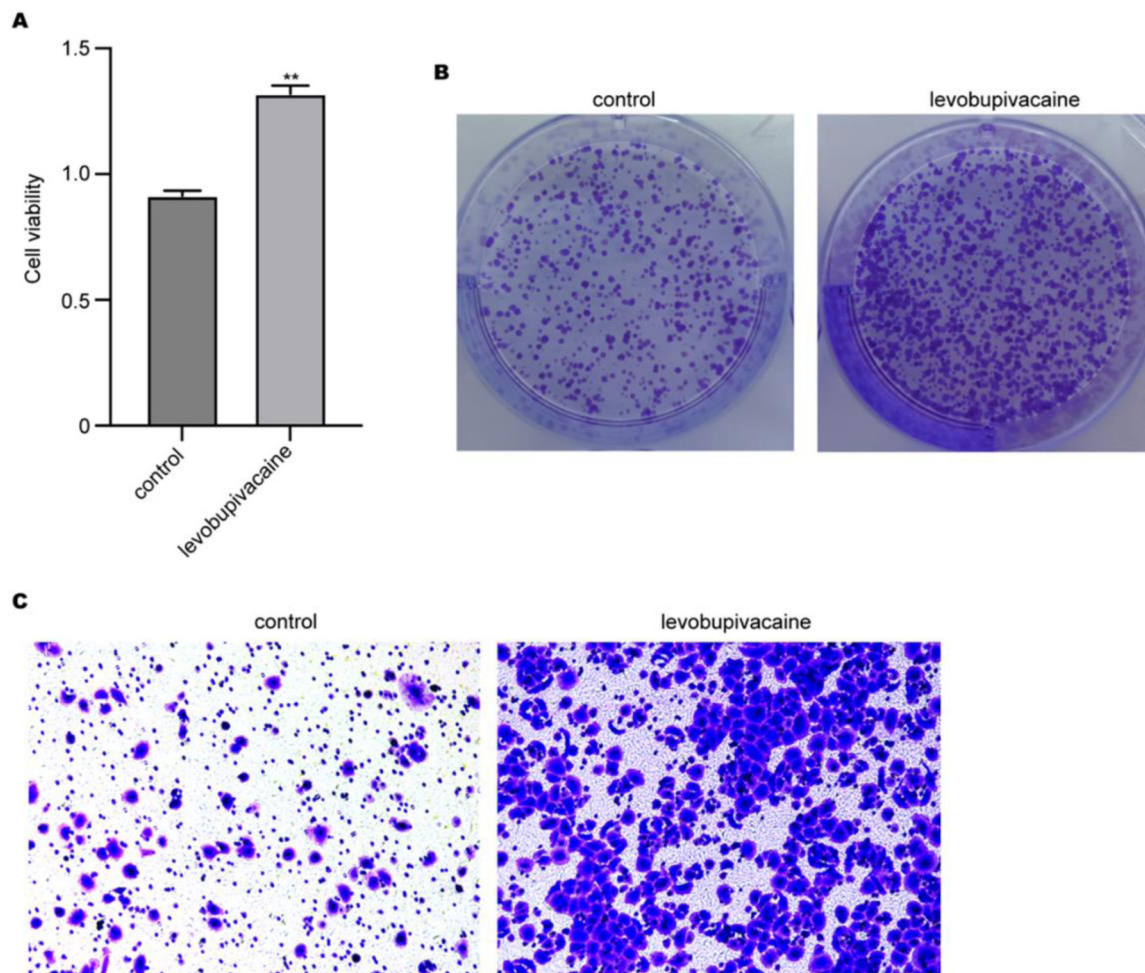 A
1.5
1.0
0.5
0
Cell viability
**
control
levobupivacaine
B
control
levobupivacaine
C
control
levobupivacaine